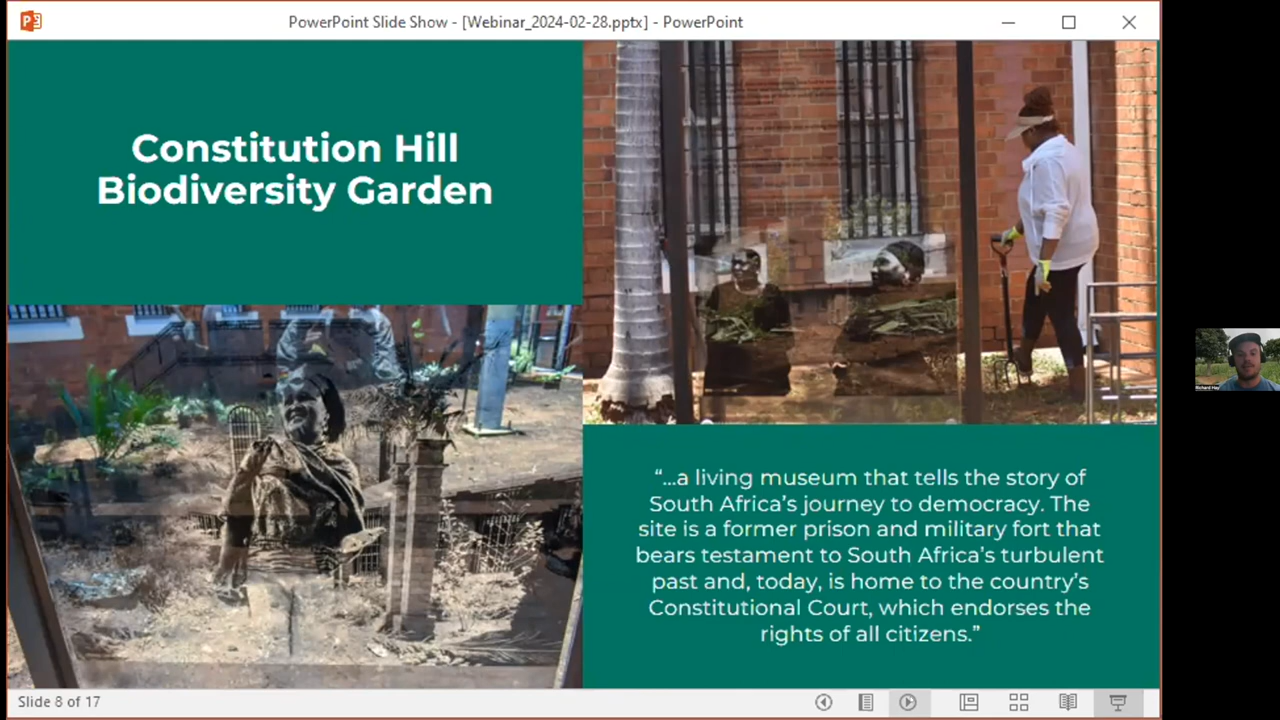 PowerPoint Slide Show - [Webinar_2024-02-28.pptx] - PowerPoint
Constitution Hill
Biodiversity Garden
“...a living museum that tells the story of
South Africa’s journey to democracy. The
site is a former prison and military fort that
bears testament to South Africa’s turbulent
past and, today, is home to the country’s
Constitutional Court, which endorses the
rights of all citizens.”
Slide 8 of 17